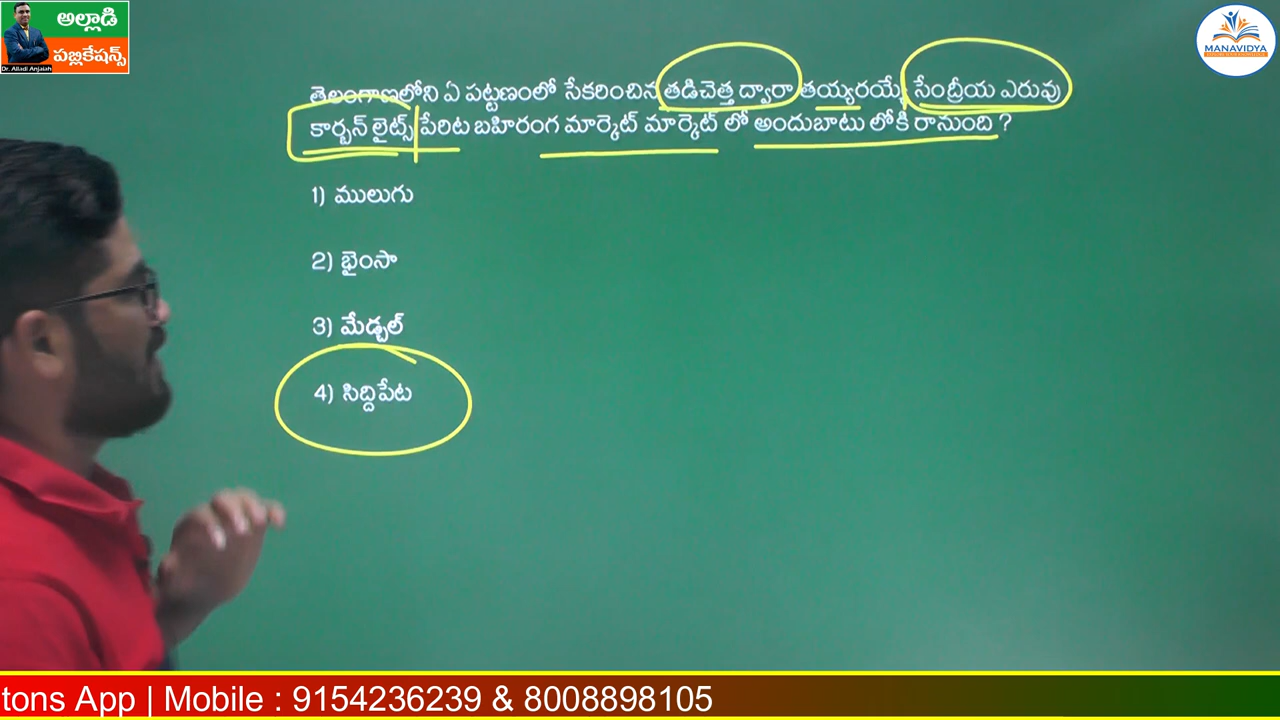 అల్లాడి
పబ్లికేషన్స్
Dr. Alladi Anjaiah
MANAVIDYA
తెలంగాణలోని ఏ పట్టణంలో సేకరించిన తడిచెత్త ద్వారా తయ్యరయ్యే సేంద్రీయ ఎరువు
కార్బన్ లైట్స్ పేరిట బహిరంగ మార్కెట్ మార్కెట్ లో అందుబాటు లోకి రానుంది ?
1) ములుగు
2) భైంసా
3) మేడ్చల్
4) సిద్దిపేట
tons App | Mobile : 9154236239 & 8008898105